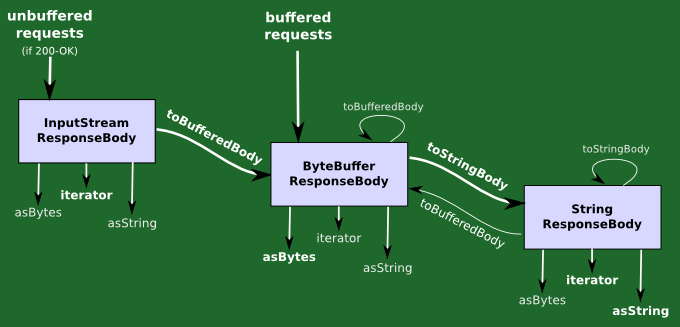 unbuffered
requests
(if 200-OK)
buffered
requests
InputStream
ResponseBody
toBufferedBody
asBytes
iterator
asString
toBufferedBody
ByteBuffer
ResponseBody
toStringBody
toBufferedBody
asBytes
iterator
asString
toStringBody
String
ResponseBody
asBytes
iterator
asString